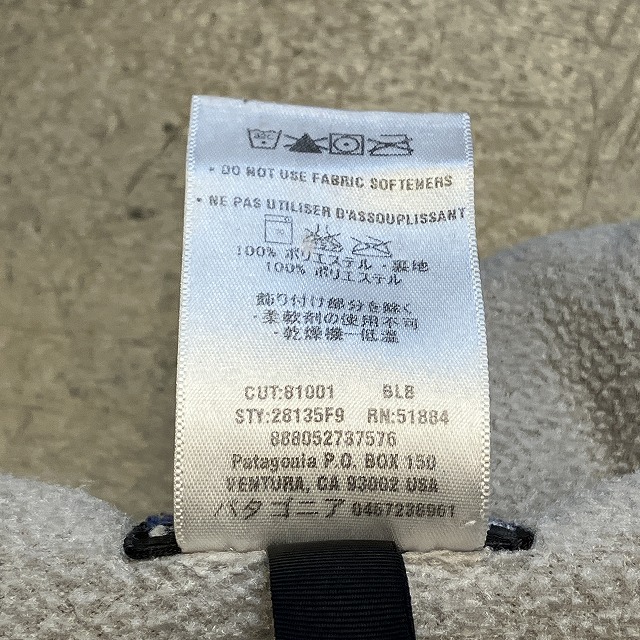 • DO NOT USE FABRIC SOFTENERS
• NE PAS UTILISER D'ASSOUPLISSANT
100% ポリエステル・裏地
100% ポリエステル
飾り付け部分を除く
・柔軟剤の使用不可
・乾燥機－低温
CUT:81001 BLB
STY:28135F9 RN:51884
888052737576
Patagonia P.O. BOX 150
VENTURA, CA 93002 USA
パタゴニア 0467238961